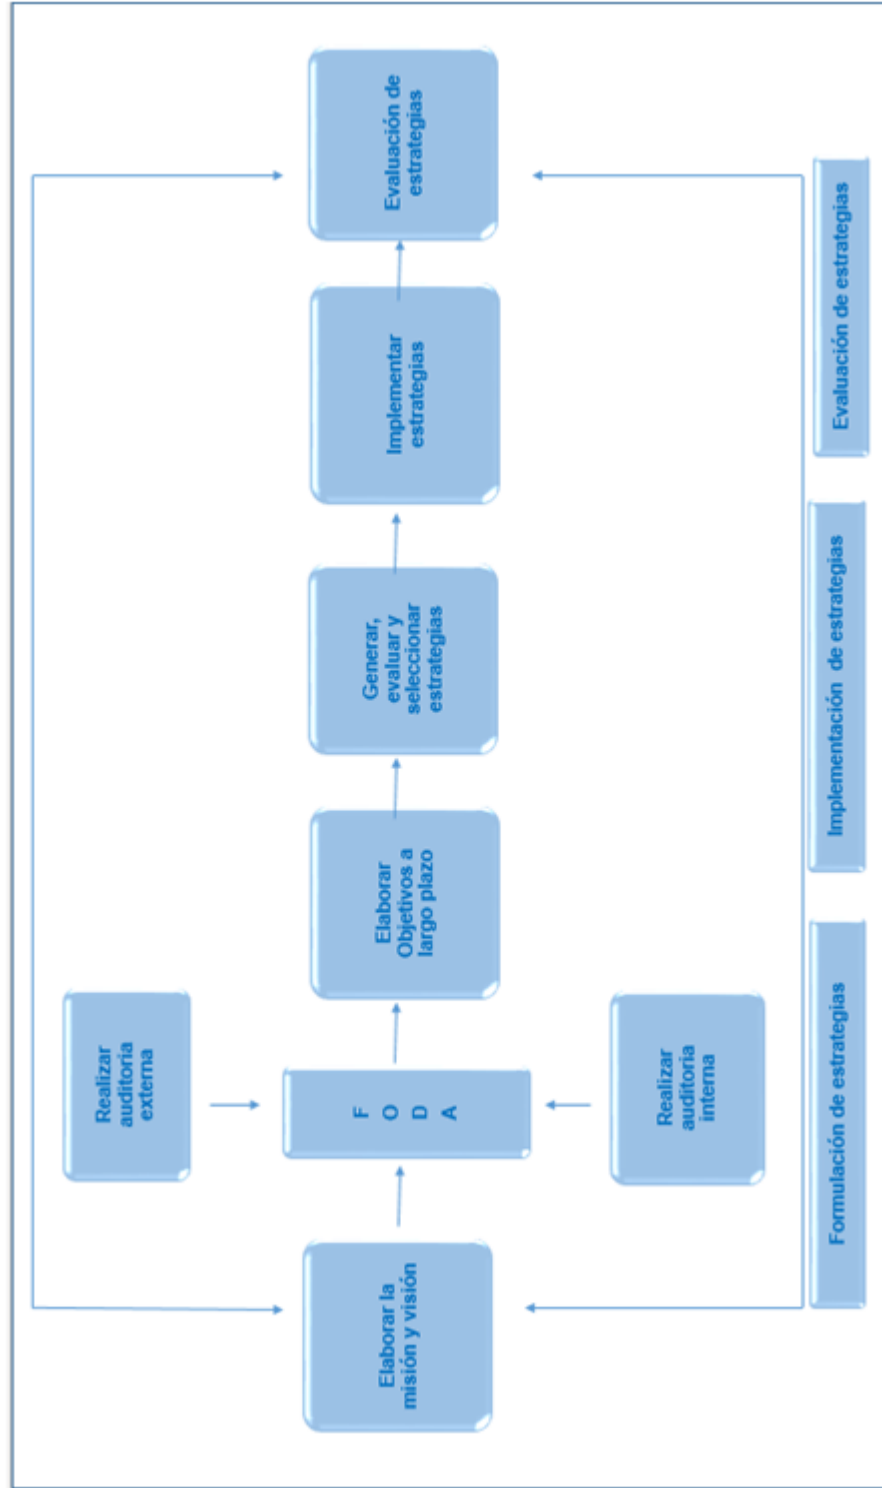 Realizar
auditoria
externa
Elaborar la
misión y visión
F
O
D
A
Elaborar
Objetivos a
largo plazo
Generar,
evaluar y
seleccionar
estrategias
Implementar
estrategias
Evaluación de
estrategias
Realizar
auditoria
interna
Formulación de estrategias
Implementación de estrategias
Evaluación de estrategias